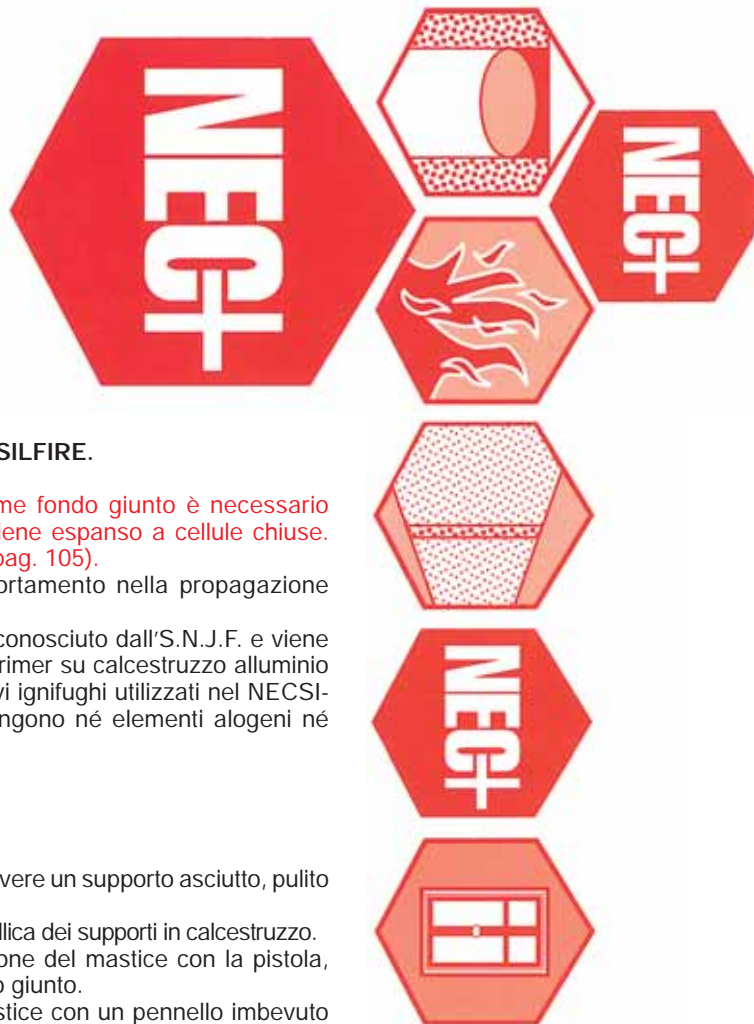 NEC+
NEC+
SILFIRE.
me fondo giunto è necessario
lene espanso a cellule chiuse.
pag. 105).
ortamento nella propagazione
conosciuto dall'S.N.J.F. e viene
rimer su calcestruzzo alluminio
vi ignifughi utilizzati nel NECSI-
ngono né elementi alogeni né
NEC+
vere un supporto asciutto, pulito
llica dei supporti in calcestruzzo.
one del mastice con la pistola,
o giunto.
stice con un pennello imbevuto